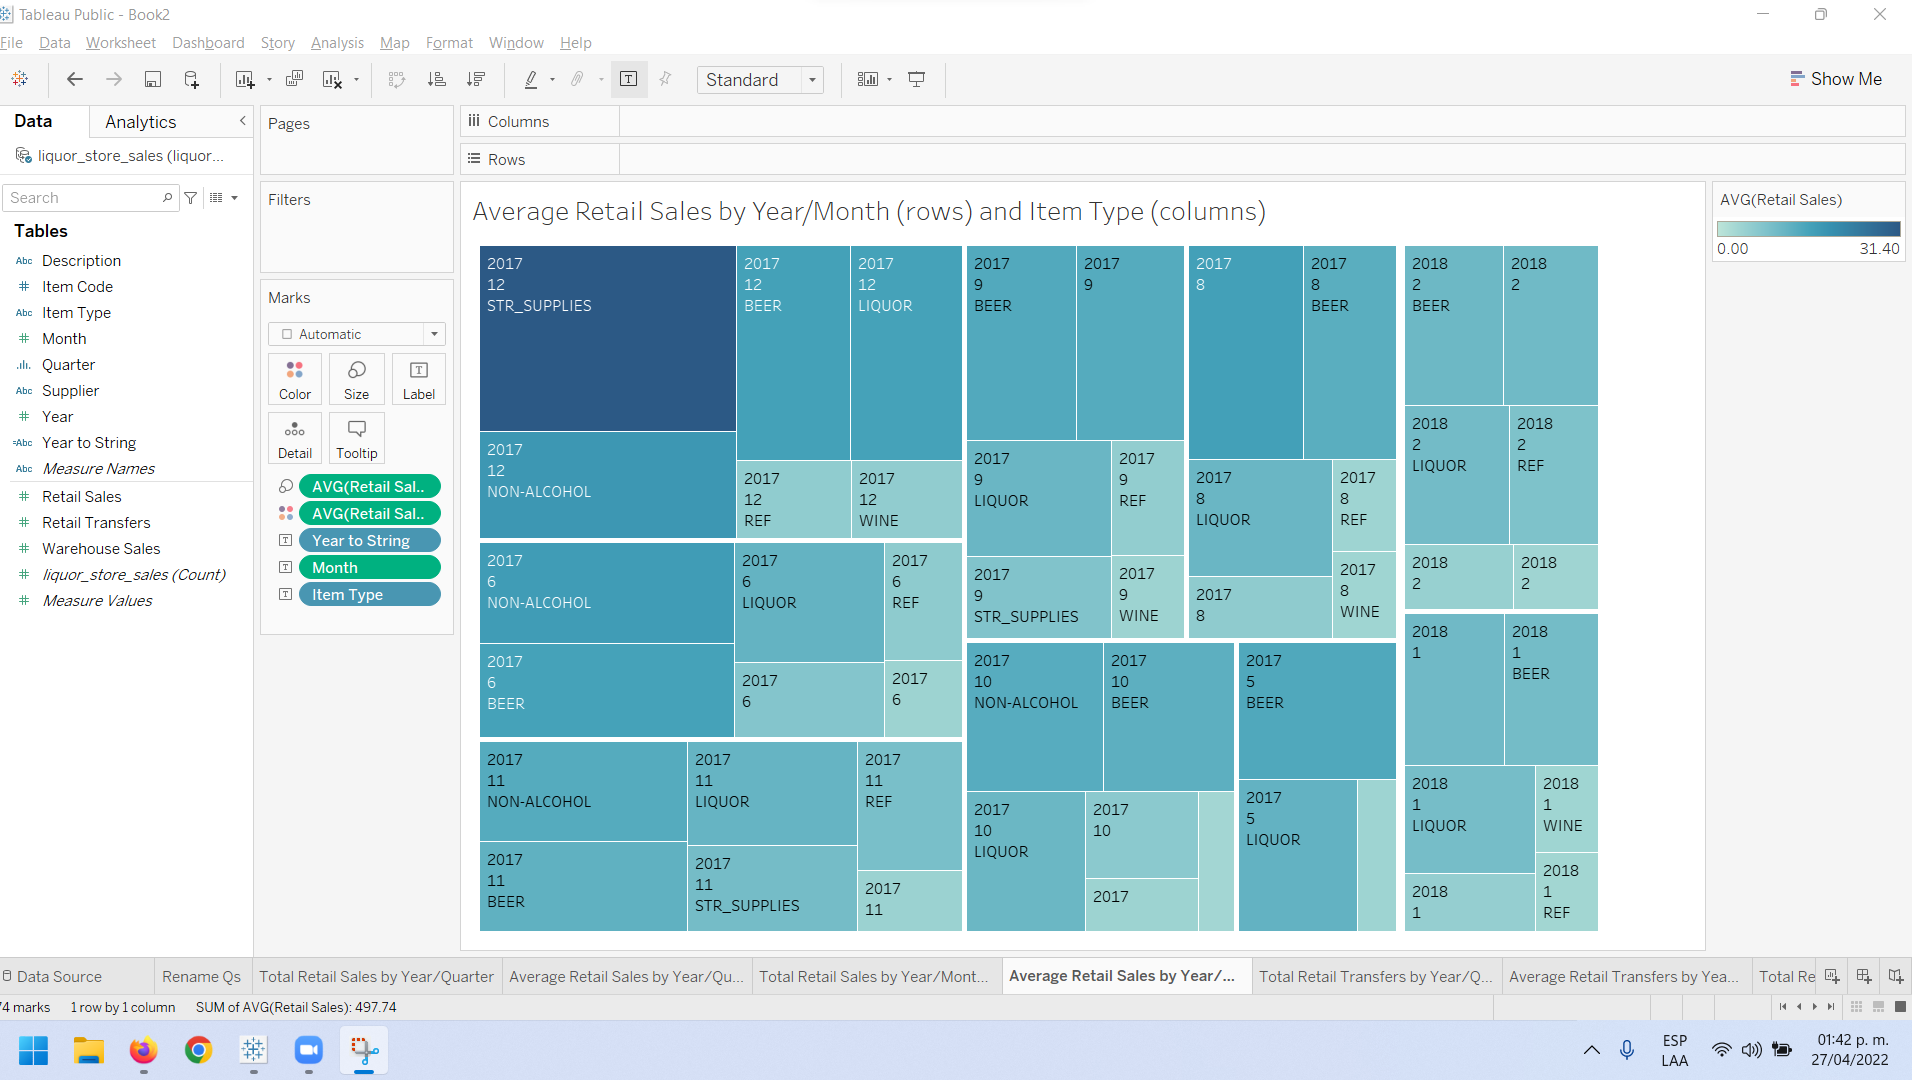 Tableau Public - Book2
File Data Worksheet Dashboard Story Analysis Map Format Window Help
Standard
Show Me
Data
Analytics
liquor_store_sales (liquor...
Search
Tables
Abc Description
# Item Code
Abc Item Type
# Month
Quarter
Abc Supplier
# Year
=Abc Year to String
Abc Measure Names
# Retail Sales
# Retail Transfers
# Warehouse Sales
# liquor_store_sales (Count)
# Measure Values
Pages
Filters
Marks
Automatic
Color Size Label
Detail Tooltip
AVG(Retail Sal..
AVG(Retail Sal..
Year to String
Month
Item Type
Columns
Rows
Average Retail Sales by Year/Month (rows) and Item Type (columns)
2017
12
STR_SUPPLIES
2017
12
BEER
2017
12
LIQUOR
2017
12
NON-ALCOHOL
2017
12
REF
2017
12
WINE
2017
6
NON-ALCOHOL
2017
6
LIQUOR
2017
6
REF
2017
6
BEER
2017
6
2017
6
2017
11
NON-ALCOHOL
2017
11
LIQUOR
2017
11
REF
2017
11
BEER
2017
11
STR_SUPPLIES
2017
11
2017
9
BEER
2017
9
2017
9
LIQUOR
2017
9
REF
2017
9
STR_SUPPLIES
2017
9
WINE
2017
8
2017
8
BEER
2017
8
LIQUOR
2017
8
REF
2017
8
2017
8
WINE
2017
10
NON-ALCOHOL
2017
10
BEER
2017
10
LIQUOR
2017
10
2017
2017
5
BEER
2017
5
LIQUOR
2018
2
BEER
2018
2
2018
2
LIQUOR
2018
2
REF
2018
2
2018
2
2018
1
2018
1
BEER
2018
1
LIQUOR
2018
1
WINE
2018
1
2018
1
REF
AVG(Retail Sales)
0.00 31.40
Data Source
Rename Qs
Total Retail Sales by Year/Quarter
Average Retail Sales by Year/Qu...
Total Retail Sales by Year/Mont...
Average Retail Sales by Year/...
Total Retail Transfers by Year/Q...
Average Retail Transfers by Yea...
Total Re
74 marks 1 row by 1 column SUM of AVG(Retail Sales): 497.74
ESP
LAA
01:42 p. m.
27/04/2022